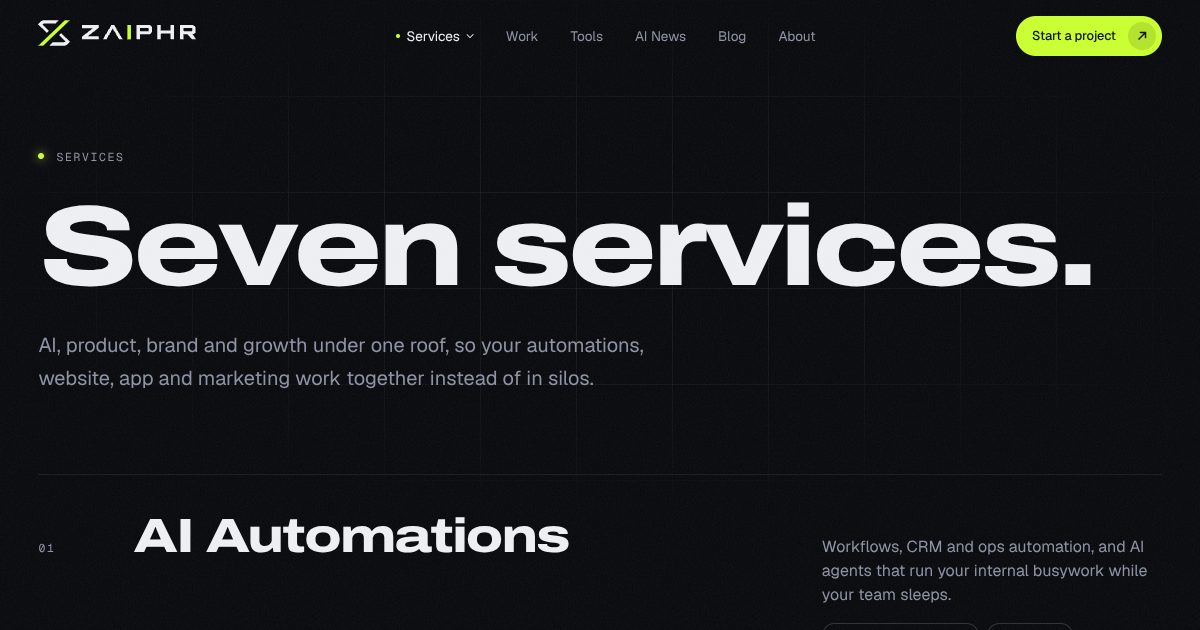 ZAIPHR
Services
Work
Tools
AI News
Blog
About
Start a project
SERVICES
Seven services.
AI, product, brand and growth under one roof, so your automations,
website, app and marketing work together instead of in silos.
01
AI Automations
Workflows, CRM and ops automation, and AI
agents that run your internal busywork while
your team sleeps.